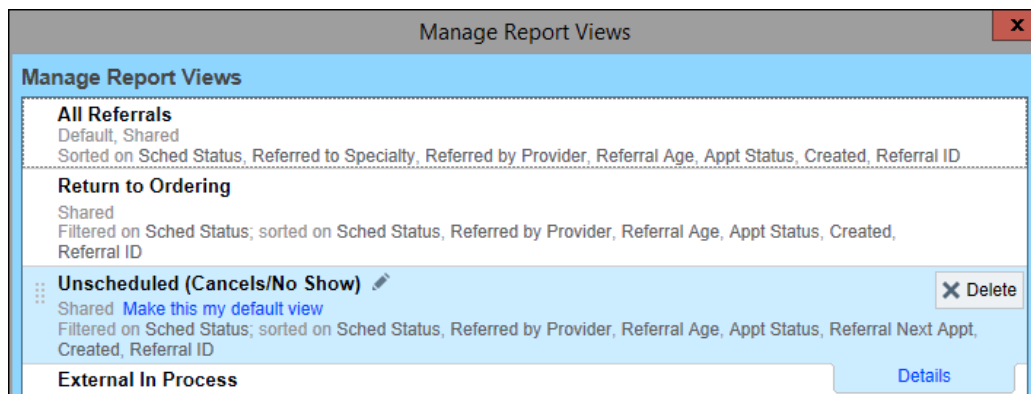 Manage Report Views
x
Manage Report Views
All Referrals
Default, Shared
Sorted on Sched Status, Referred to Specialty, Referred by Provider, Referral Age, Appt Status, Created, Referral ID
Return to Ordering
Shared
Filtered on Sched Status; sorted on Sched Status, Referred by Provider, Referral Age, Appt Status, Created,
Referral ID
Unscheduled (Cancels/No Show)
Delete
Shared Make this my default view
Filtered on Sched Status; sorted on Sched Status, Referred by Provider, Referral Age, Appt Status, Referral Next Appt,
Created, Referral ID
Details
External In Process